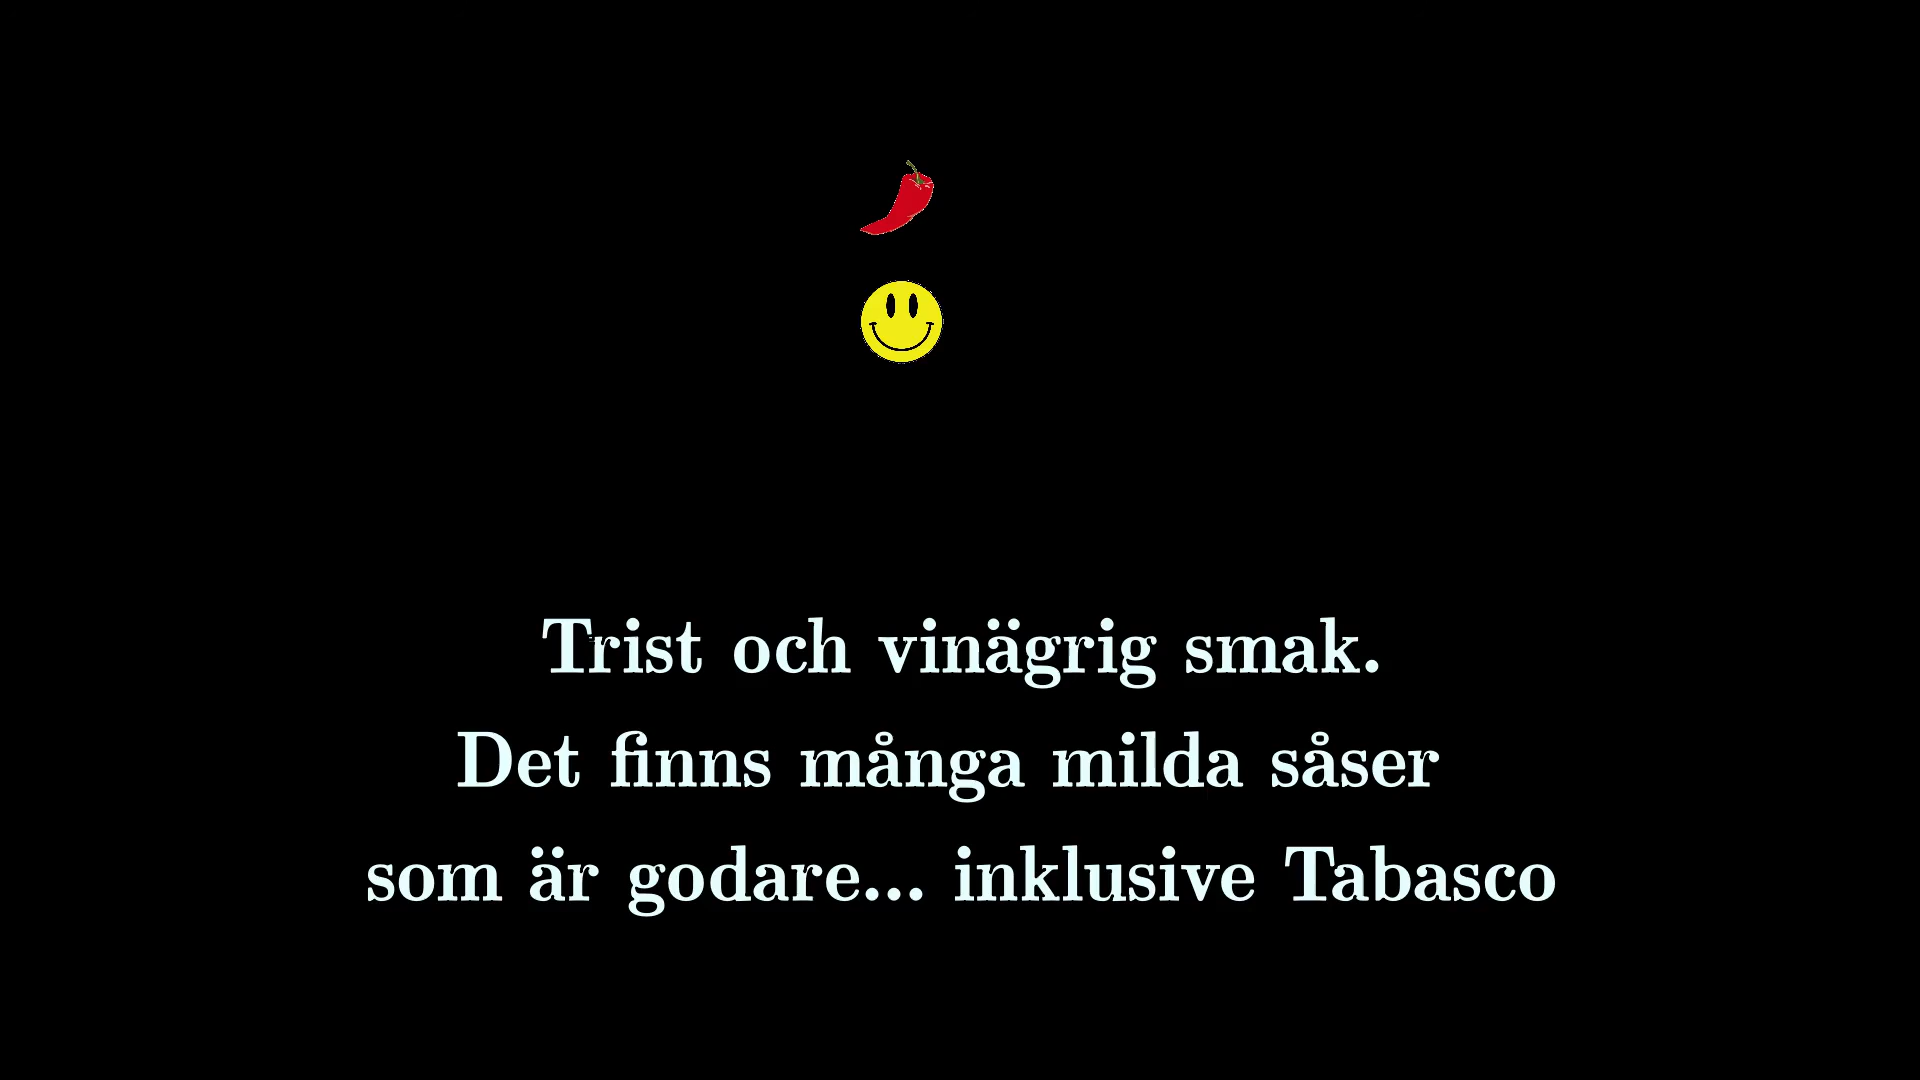 Trist och vinägrig smak.
Det finns många milda såser
som är godare... inklusive Tabasco